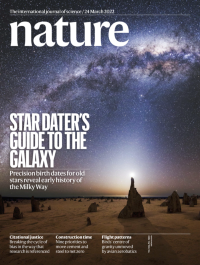 The international journal of science / 24 March 2022
nature
STAR DATER'S
GUIDE TO THE
GALAXY
Precision birth dates for old
stars reveal early history of
the Milky Way
Citational justice
Breaking the cycle of
bias in the way that
research is referenced
Construction time
Nine priorities to
move cement and
steel to net zero
Flight patterns
Birds' centre of
gravity unmoved
by avian aerobatics